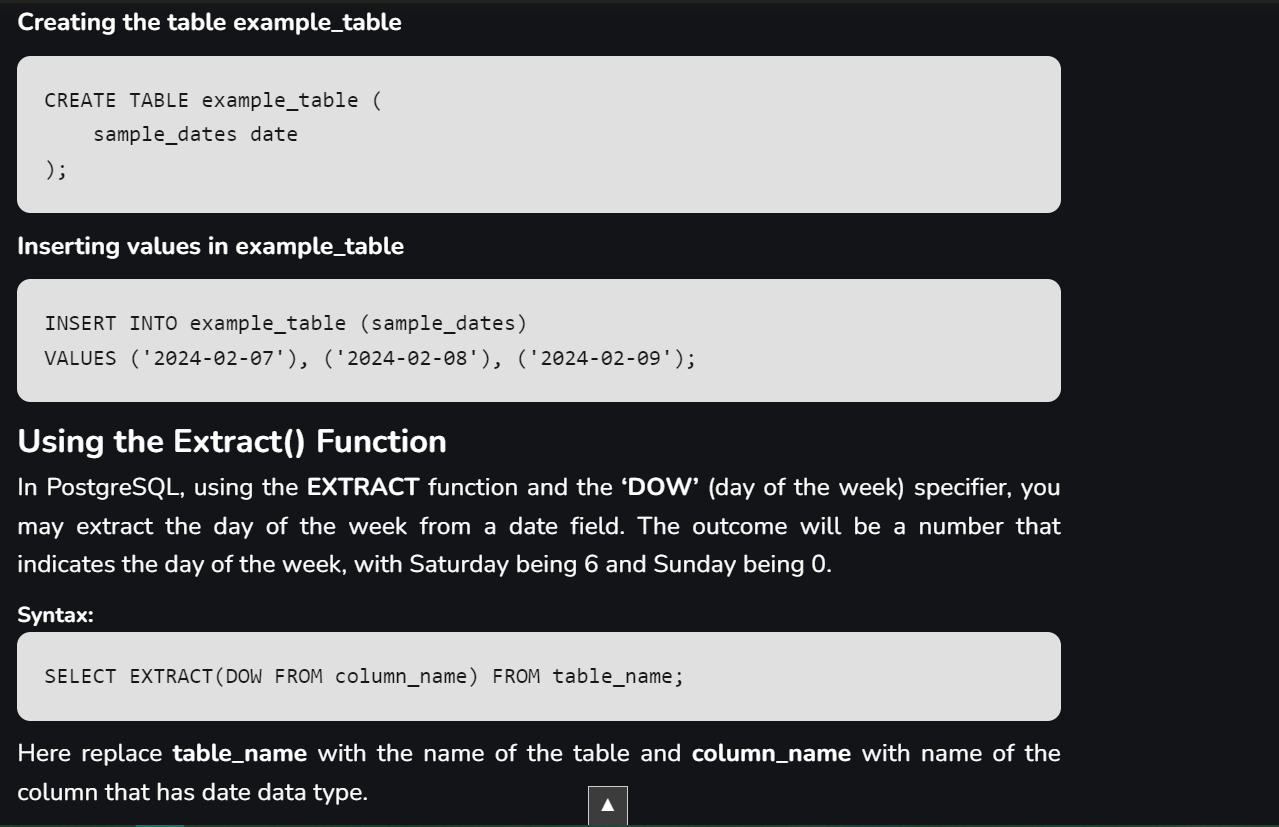 Creating the table example_table
CREATE TABLE example_table (
    sample_dates date
);
Inserting values in example_table
INSERT INTO example_table (sample_dates)
VALUES ('2024-02-07'), ('2024-02-08'), ('2024-02-09');
Using the Extract() Function
In PostgreSQL, using the EXTRACT function and the ‘DOW’ (day of the week) specifier, you
may extract the day of the week from a date field. The outcome will be a number that
indicates the day of the week, with Saturday being 6 and Sunday being 0.
Syntax:
SELECT EXTRACT(DOW FROM column_name) FROM table_name;
Here replace table_name with the name of the table and column_name with name of the
column that has date data type.